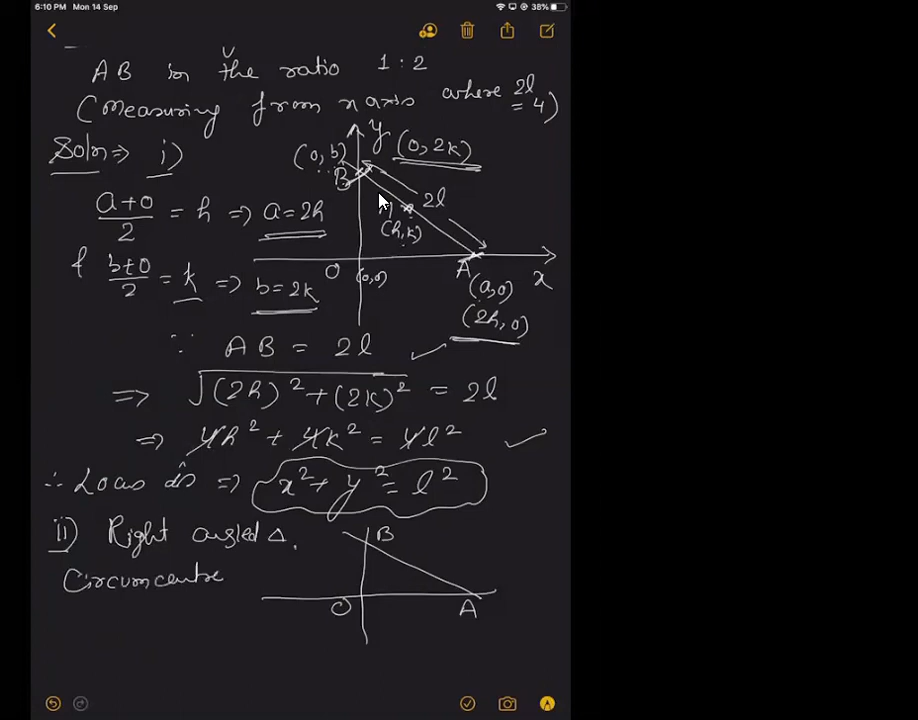 6:10 PM Mon 14 Sep
38%
AB in the ratio 1:2
(Measuring from x axis where 2l = 4)
Soln ⇒ i)
y
(0, b)
(0, 2k)
B
2l
(a+0)/2 = h ⇒ a = 2h
(h, k)
& (b+0)/2 = k ⇒ b = 2k
O
(0,0)
A
x
(a,0)
(2h, 0)
∵ AB = 2l
⇒ √((2h)² + (2k)²) = 2l
⇒ 4h² + 4k² = 4l²
∴ Locus is ⇒ x² + y² = l²
ii) Right angled Δ.
B
Circumcentre
O
A